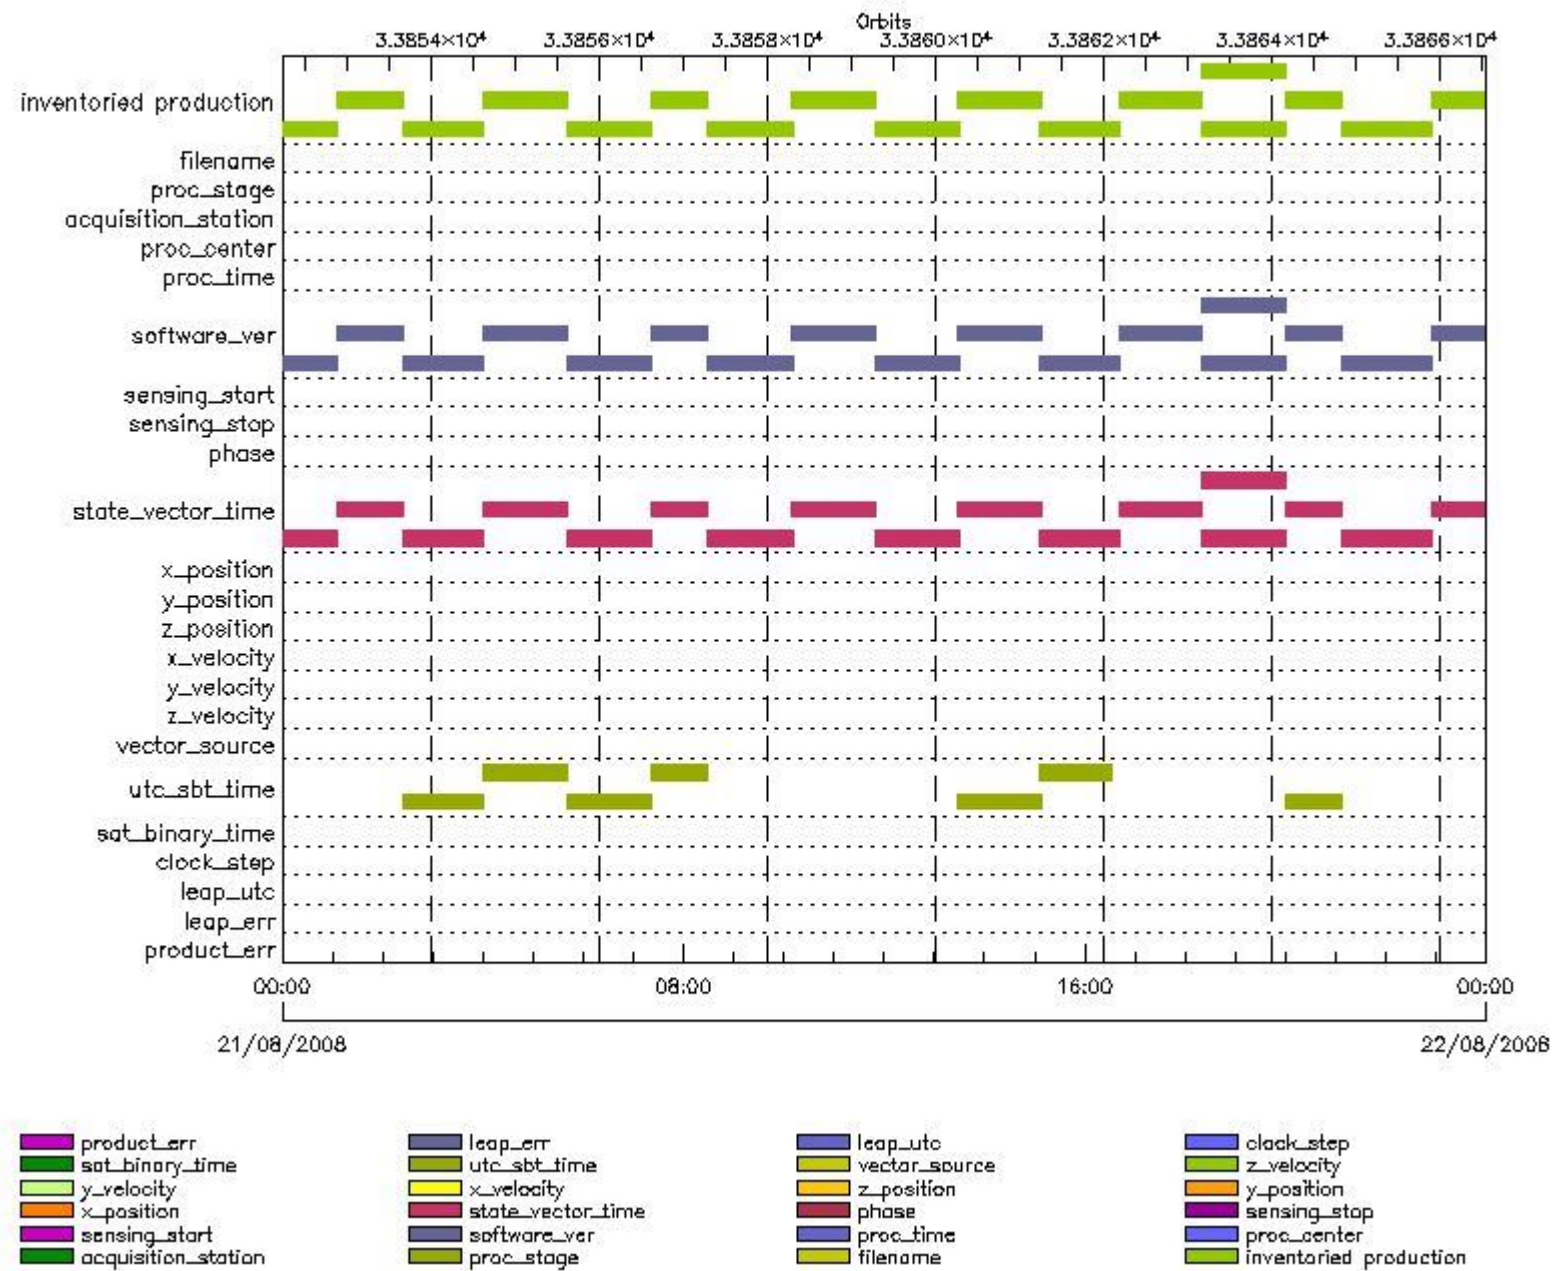 Orbits
3.3854×10⁴ 3.3856×10⁴ 3.3858×10⁴ 3.3860×10⁴ 3.3862×10⁴ 3.3864×10⁴ 3.3866×10⁴
inventoried production
filename
proc_stage
acquisition_station
proc_center
proc_time
software_ver
sensing_start
sensing_stop
phase
state_vector_time
x_position
y_position
z_position
x_velocity
y_velocity
z_velocity
vector_source
utc_sbt_time
sat_binary_time
clock_step
leap_utc
leap_err
product_err
00:00 08:00 16:00 00:00
21/08/2008 22/08/2008
product_err leap_err leap_utc clock_step
sat_binary_time utc_sbt_time vector_source z_velocity
y_velocity x_velocity z_position y_position
x_position state_vector_time phase sensing_stop
sensing_start software_ver proc_time proc_center
acquisition_station proc_stage filename inventoried production